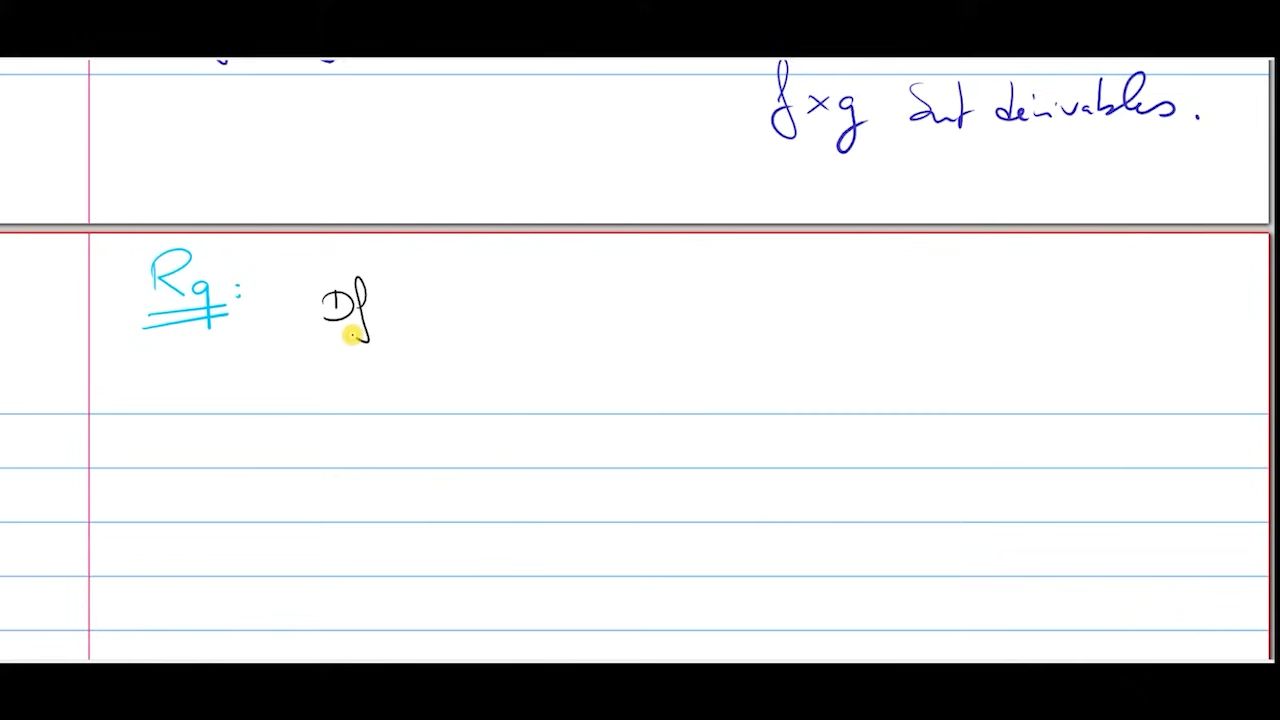 f × g sont dérivables.
Rq : Df